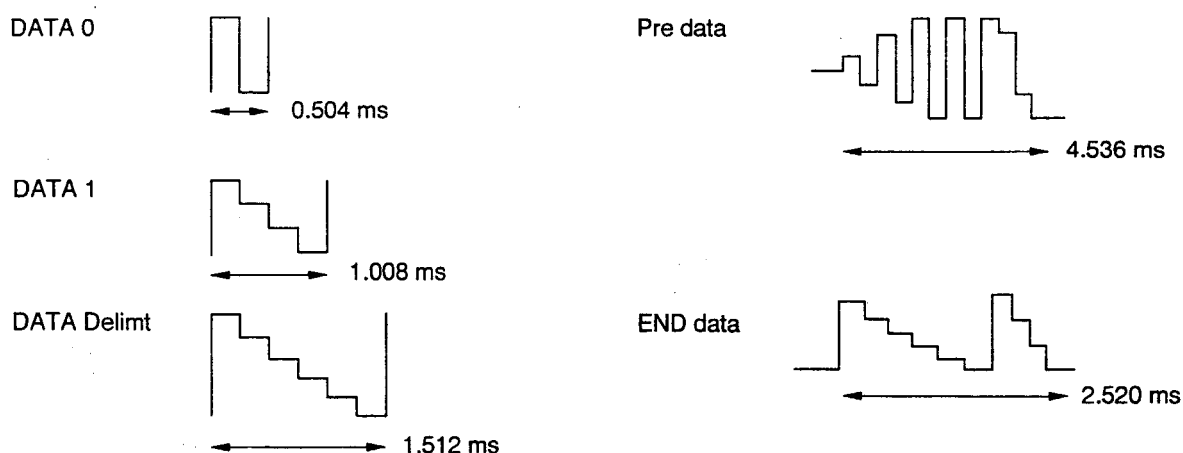 DATA 0
0.504 ms
DATA 1
1.008 ms
DATA Delimt
1.512 ms
Pre data
4.536 ms
END data
2.520 ms